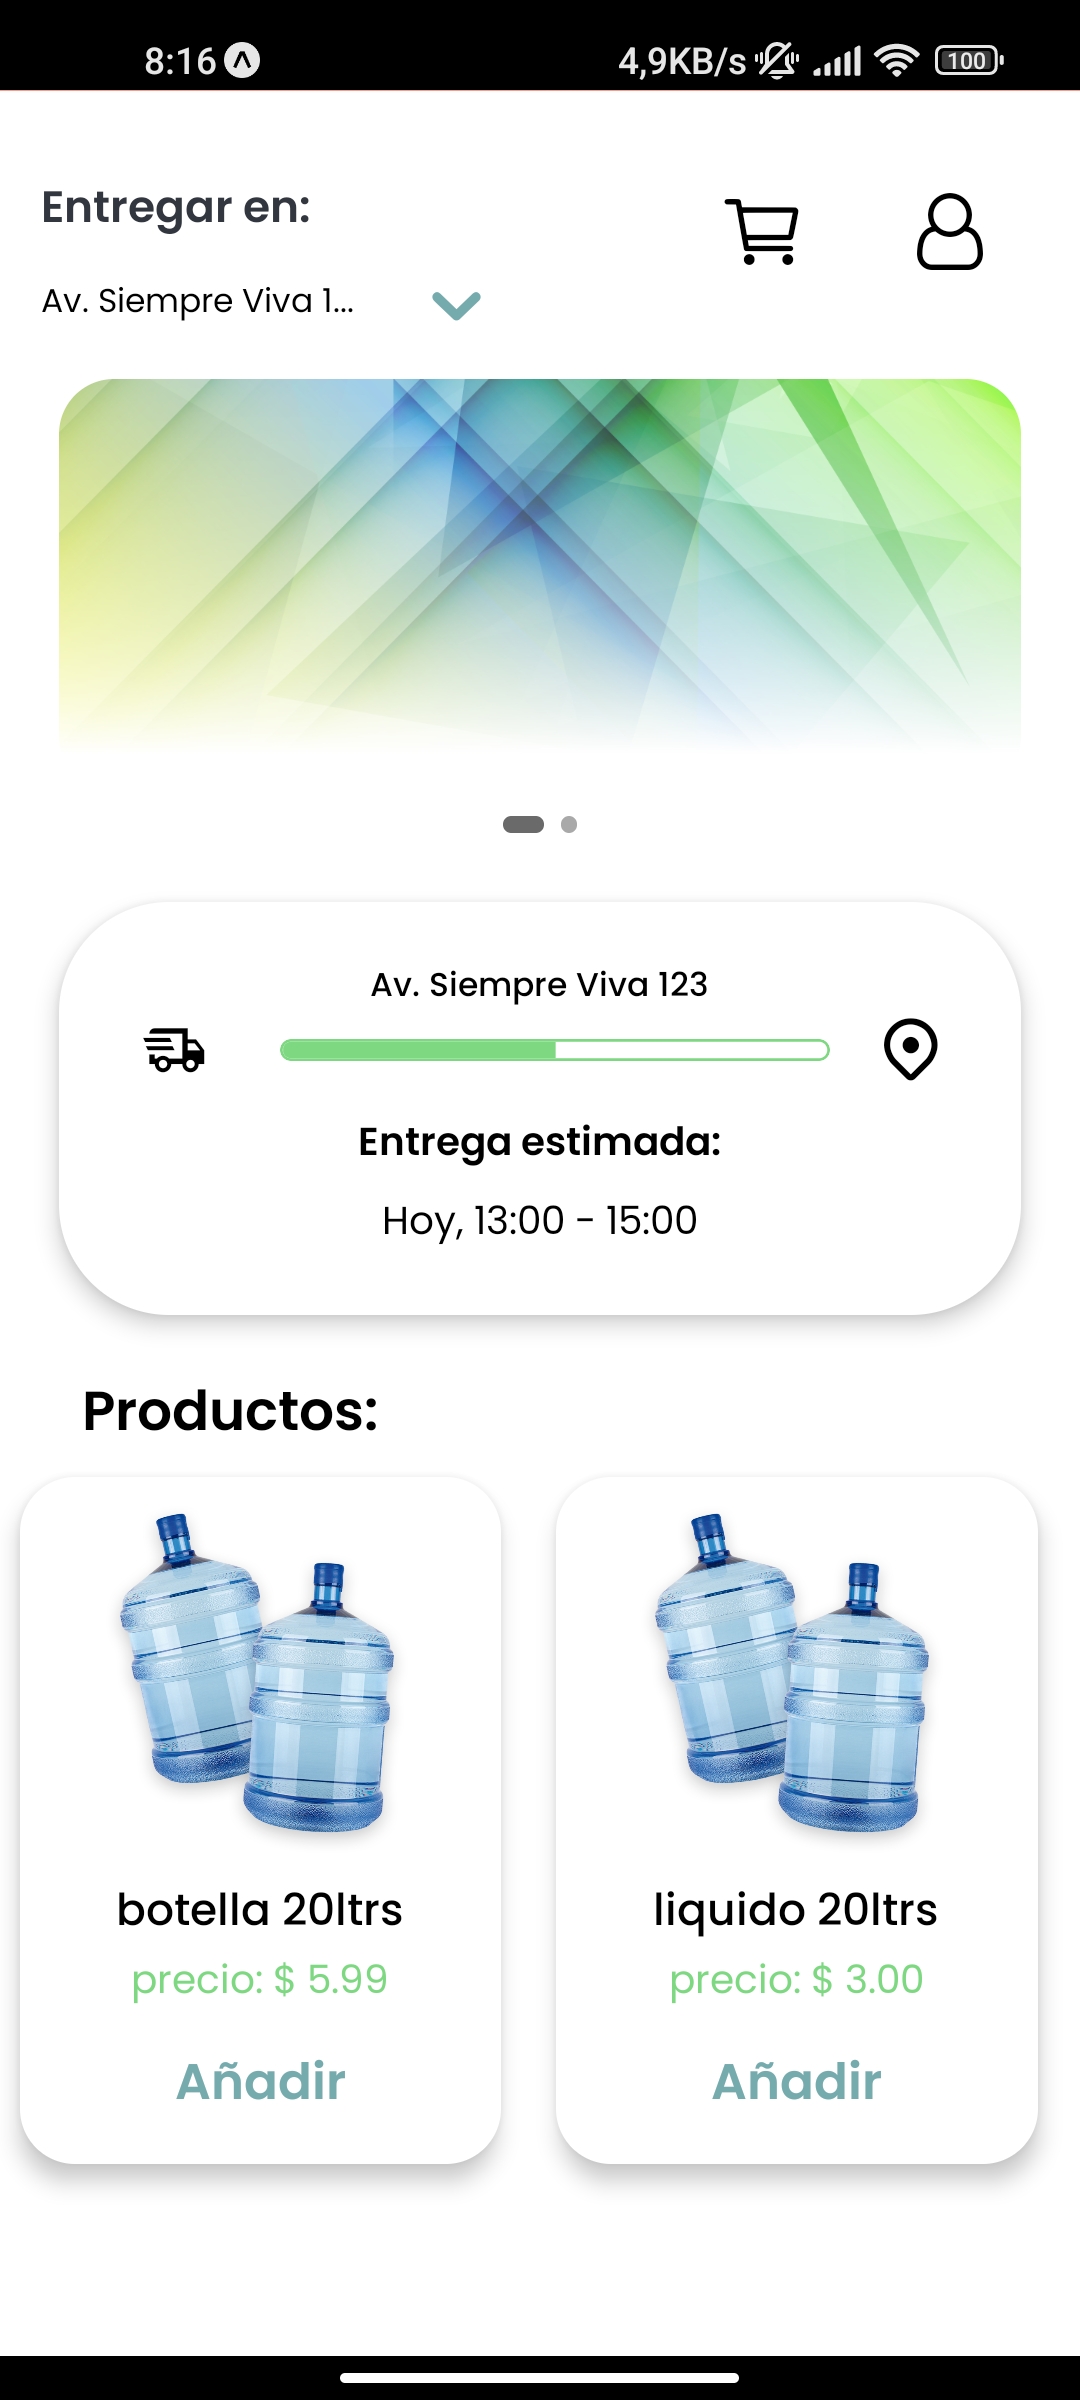 8:16 4,9KB/s 100
Entregar en:
Av. Siempre Viva 1...
Av. Siempre Viva 123
Entrega estimada:
Hoy, 13:00 - 15:00
Productos:
botella 20ltrs
precio: $ 5.99
Añadir
liquido 20ltrs
precio: $ 3.00
Añadir